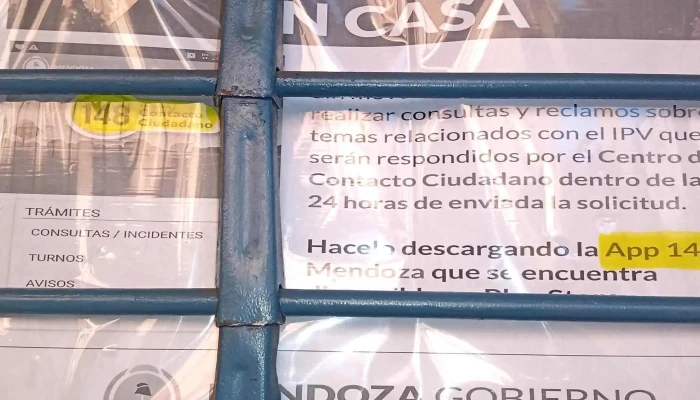 N CASA
148 Contacto
Ciudadano
TRÁMITES
CONSULTAS / INCIDENTES
TURNOS
AVISOS
realizar consultas y reclamos sobre
temas relacionados con el IPV que
serán respondidos por el Centro d
Contacto Ciudadano dentro de la
24 horas de enviada la solicitud.
Hacelo descargando la App 14
Mendoza que se encuentra
NDOZA GOBIERNO